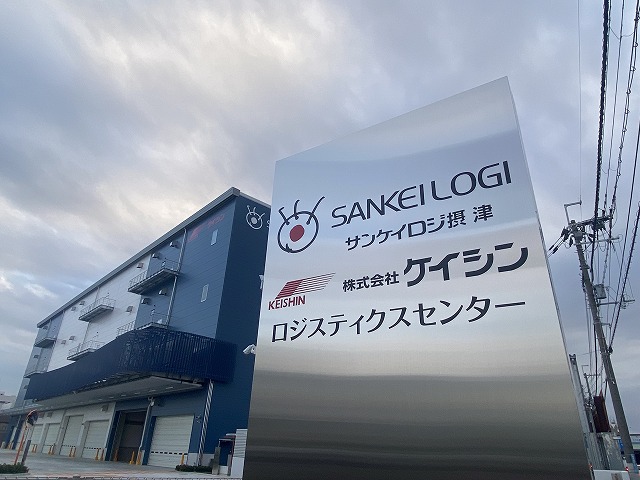 SANKEI LOGI
サンケイロジ摂津
KEISHIN 株式会社ケイシン
ロジスティクスセンター